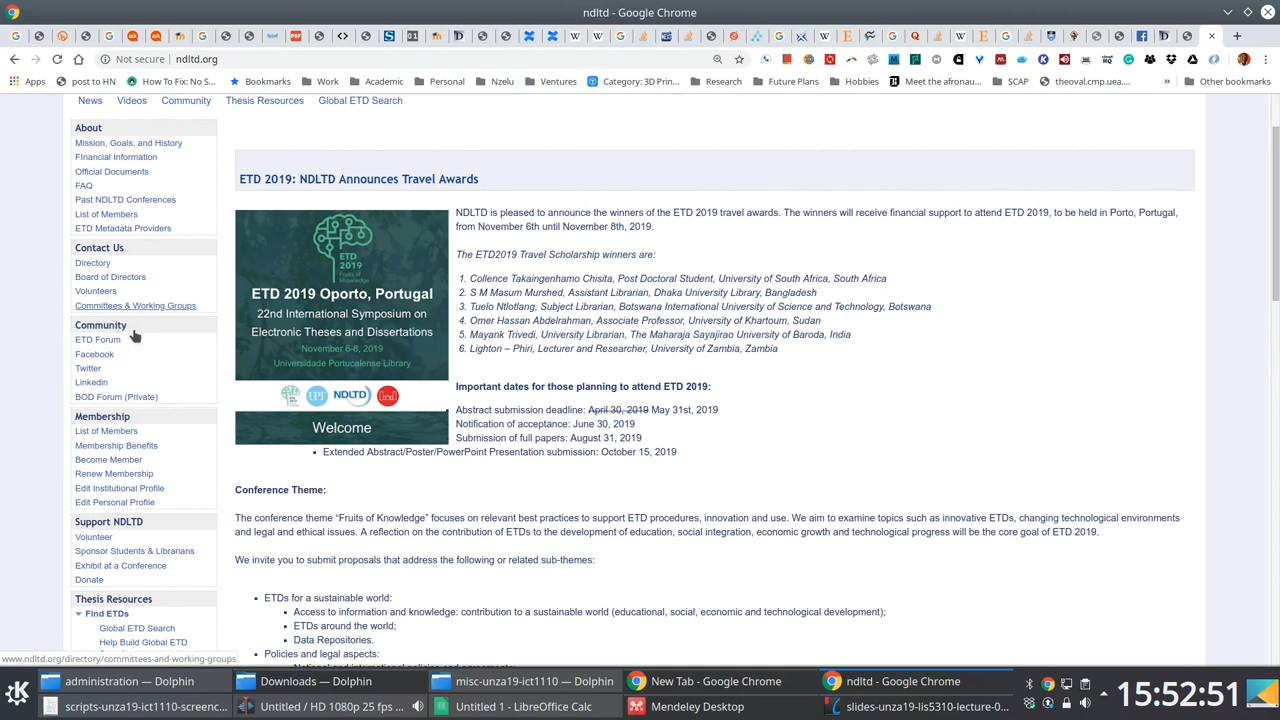 ndltd - Google Chrome
Not secure | ndltd.org
Apps post to HN How To Fix: No S... Bookmarks Work Academic Personal Nzelu Ventures Category: 3D Prin... Research Future Plans Hobbies Meet the afronau... SCAP theoval.cmp.uea.... » Other bookmarks
News Videos Community Thesis Resources Global ETD Search
About
Mission, Goals, and History
FInancial Information
Official Documents
FAQ
Past NDLTD Conferences
List of Members
ETD Metadata Providers
Contact Us
Directory
Board of Directors
Volunteers
Committees & Working Groups
Community
ETD Forum
Facebook
Twitter
Linkedin
BOD Forum (Private)
Membership
List of Members
Membership Benefits
Become Member
Renew Membership
Edit Institutional Profile
Edit Personal Profile
Support NDLTD
Volunteer
Sponsor Students & Librarians
Exhibit at a Conference
Donate
Thesis Resources
Find ETDs
Global ETD Search
Help Build Global ETD
www.ndltd.org/directory/committees-and-working-groups
ETD 2019: NDLTD Announces Travel Awards
ETD
2019
Fruits of
Knowledge
ETD 2019 Oporto, Portugal
22nd International Symposium on
Electronic Theses and Dissertations
November 6-8, 2019
Universidade Portucalense Library
UPT NDLTD
Welcome
NDLTD is pleased to announce the winners of the ETD 2019 travel awards. The winners will receive financial support to attend ETD 2019, to be held in Porto, Portugal,
from November 6th until November 8th, 2019.
The ETD2019 Travel Scholarship winners are:
1. Collence Takaingenhamo Chisita, Post Doctoral Student, University of South Africa, South Africa
2. S M Masum Murshed, Assistant Librarian, Dhaka University Library, Bangladesh
3. Tuelo Ntlotlang, Subject Librarian, Botswana International University of Science and Technology, Botswana
4. Omer Hassan Abdelrahman, Associate Professor, University of Khartoum, Sudan
5. Mayank Trivedi, University Librarian, The Maharaja Sayajirao University of Baroda, India
6. Lighton – Phiri, Lecturer and Researcher, University of Zambia, Zambia
Important dates for those planning to attend ETD 2019:
Abstract submission deadline: April 30, 2019 May 31st, 2019
Notification of acceptance: June 30, 2019
Submission of full papers: August 31, 2019
▪ Extended Abstract/Poster/PowerPoint Presentation submission: October 15, 2019
Conference Theme:
The conference theme “Fruits of Knowledge” focuses on relevant best practices to support ETD procedures, innovation and use. We aim to examine topics such as innovative ETDs, changing technological environments
and legal and ethical issues. A reflection on the contribution of ETDs to the development of education, social integration, economic growth and technological progress will be the core goal of ETD 2019.
We invite you to submit proposals that address the following or related sub-themes:
• ETDs for a sustainable world:
▪ Access to information and knowledge: contribution to a sustainable world (educational, social, economic and technological development);
▪ ETDs around the world;
▪ Data Repositories.
• Policies and legal aspects:
administration — Dolphin Downloads — Dolphin misc-unza19-ict1110 — Dolphin New Tab - Google Chrome ndltd - Google Chrome
scripts-unza19-ict1110-screenc... Untitled / HD 1080p 25 fps ... Untitled 1 - LibreOffice Calc Mendeley Desktop slides-unza19-lis5310-lecture-0...
15:52:51